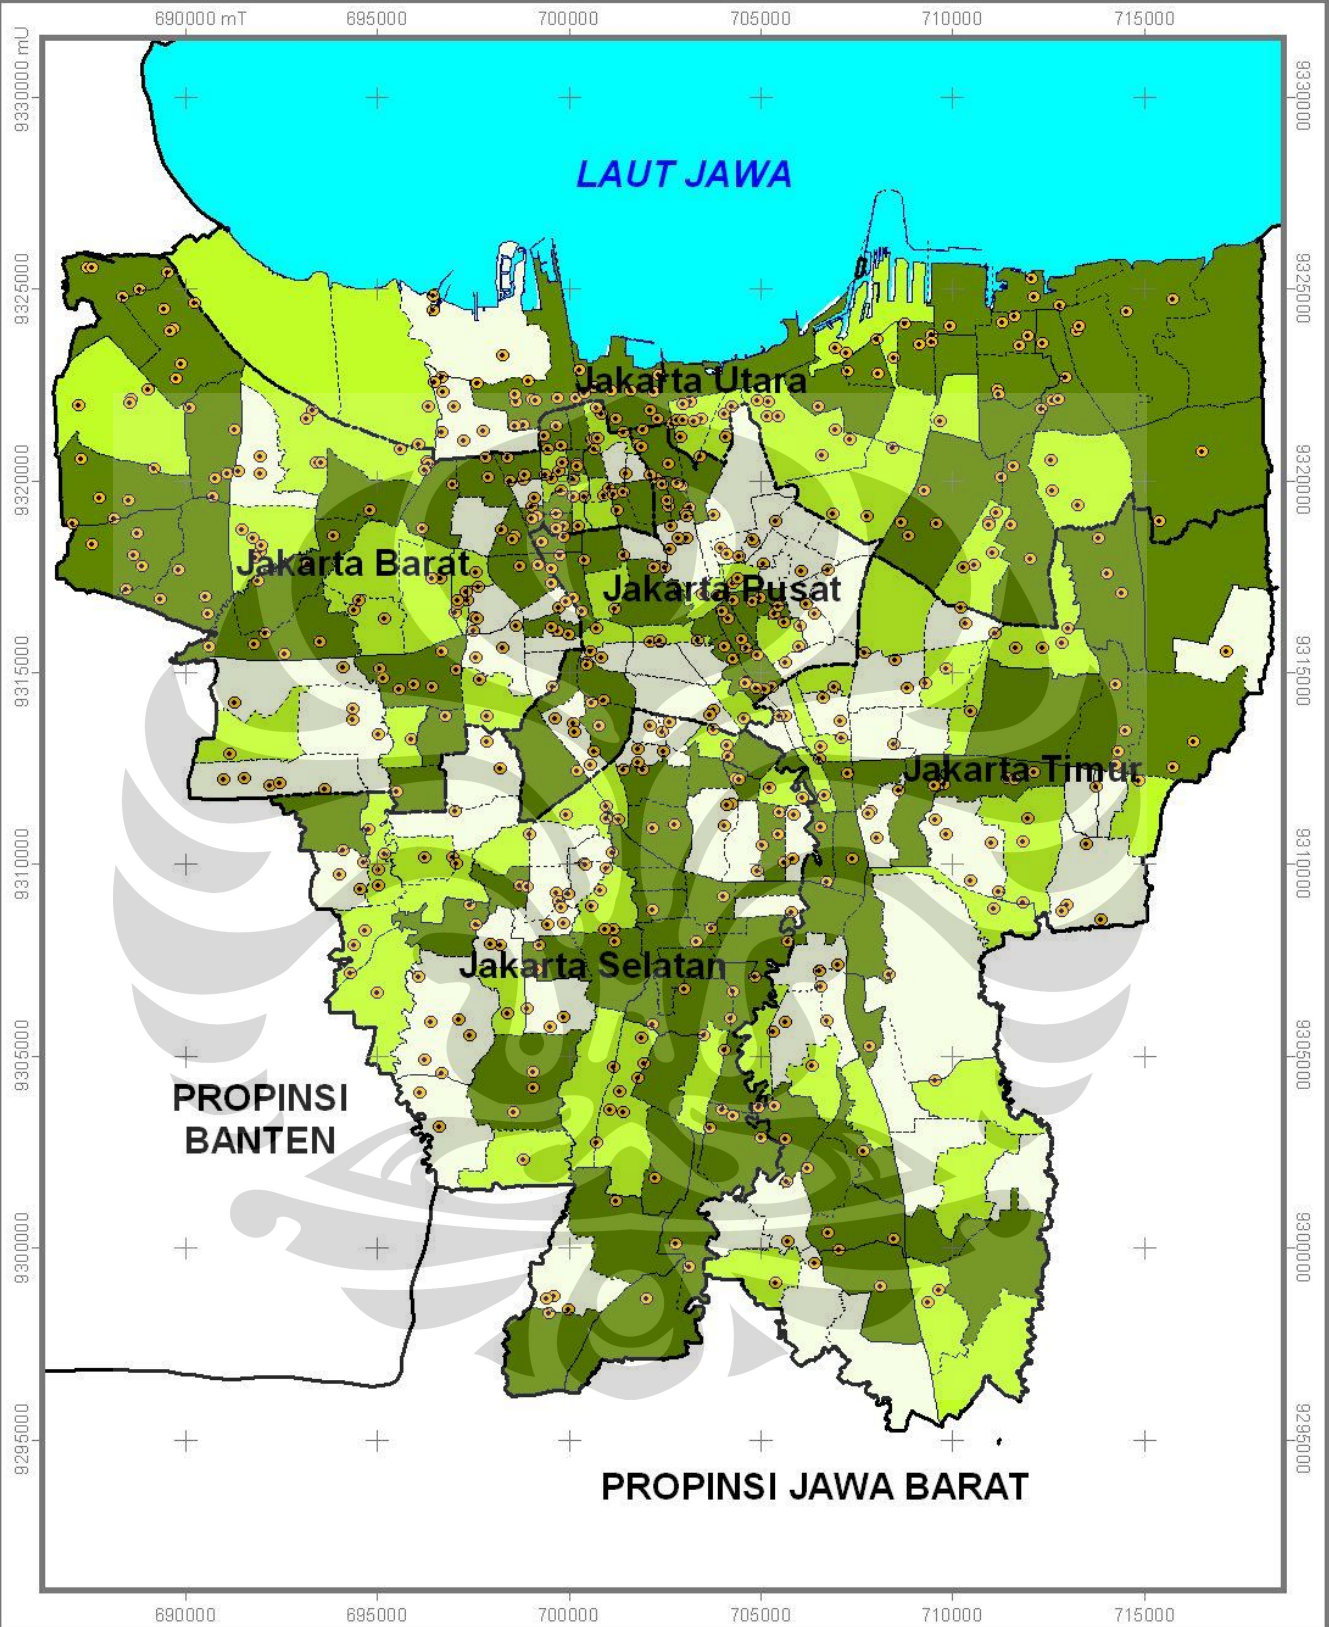 690000 mT 695000 700000 705000 710000 715000
9330000 mU
9330000
LAUT JAWA
9325000
9325000
Jakarta Utara
9320000
9320000
Jakarta Barat
Jakarta Pusat
9315000
9315000
Jakarta Timur
9310000
9310000
Jakarta Selatan
9305000
9305000
PROPINSI
BANTEN
9300000
9300000
9295000
9295000
PROPINSI JAWA BARAT
690000 695000 700000 705000 710000 715000